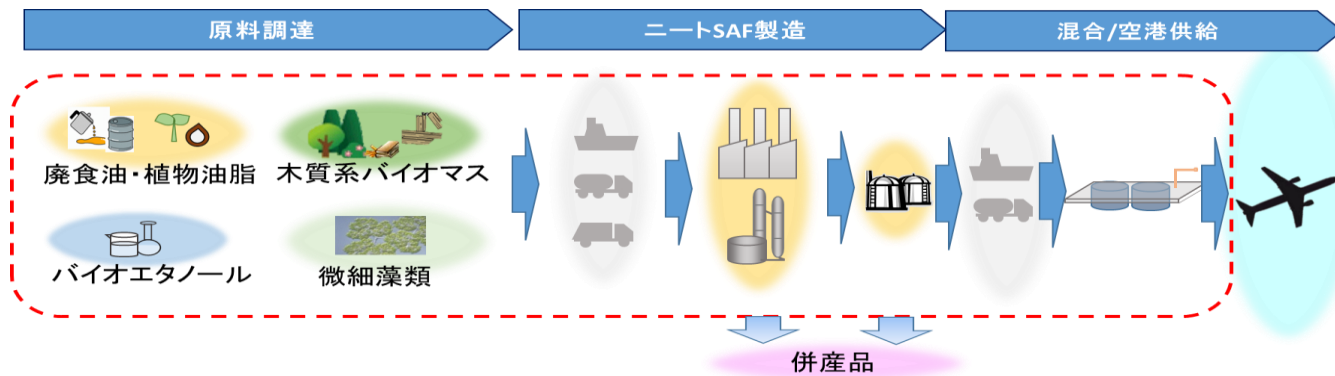 原料調達
ニートSAF製造
混合/空港供給
廃食油・植物油脂
木質系バイオマス
バイオエタノール
微細藻類
併産品